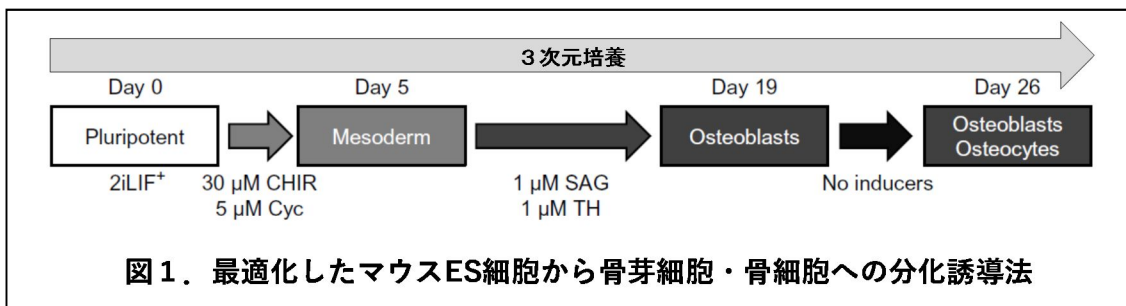 ３次元培養
Day 0
Day 5
Day 19
Day 26
Pluripotent
Mesoderm
Osteoblasts
Osteoblasts
Osteocytes
2iLIF⁺
30 μM CHIR
5 μM Cyc
1 μM SAG
1 μM TH
No inducers
図１．最適化したマウスES細胞から骨芽細胞・骨細胞への分化誘導法